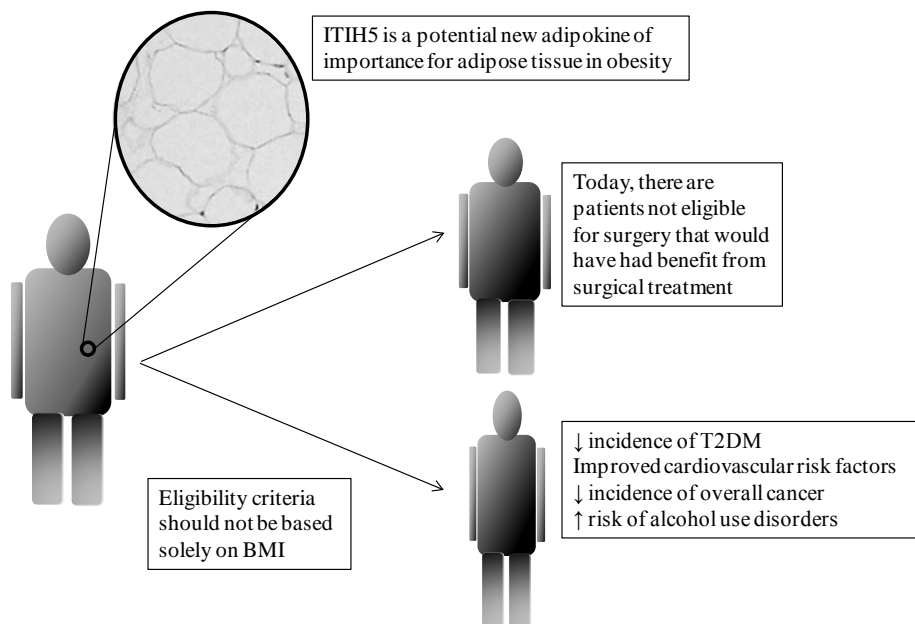 ITIH5 is a potential new adipokine of
importance for adipose tissue in obesity
Today, there are
patients not eligible
for surgery that would
have had benefit from
surgical treatment
↓ incidence of T2DM
Improved cardiovascular risk factors
↓ incidence of overall cancer
↑ risk of alcohol use disorders
Eligibility criteria
should not be based
solely on BMI